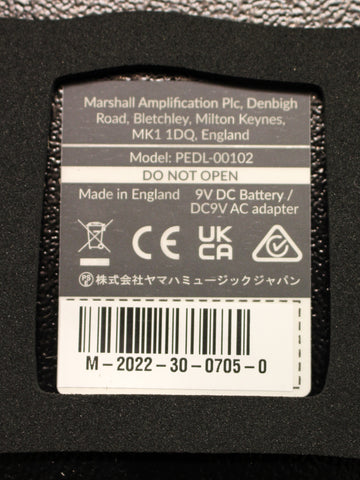 Marshall Amplification Plc, Denbigh
Road, Bletchley, Milton Keynes,
MK1 1DQ, England
Model: PEDL-00102
DO NOT OPEN
Made in England 9V DC Battery /
DC9V AC adapter
CE UK
CA
PS 株式会社ヤマハミュージックジャパン
M-2022-30-0705-0